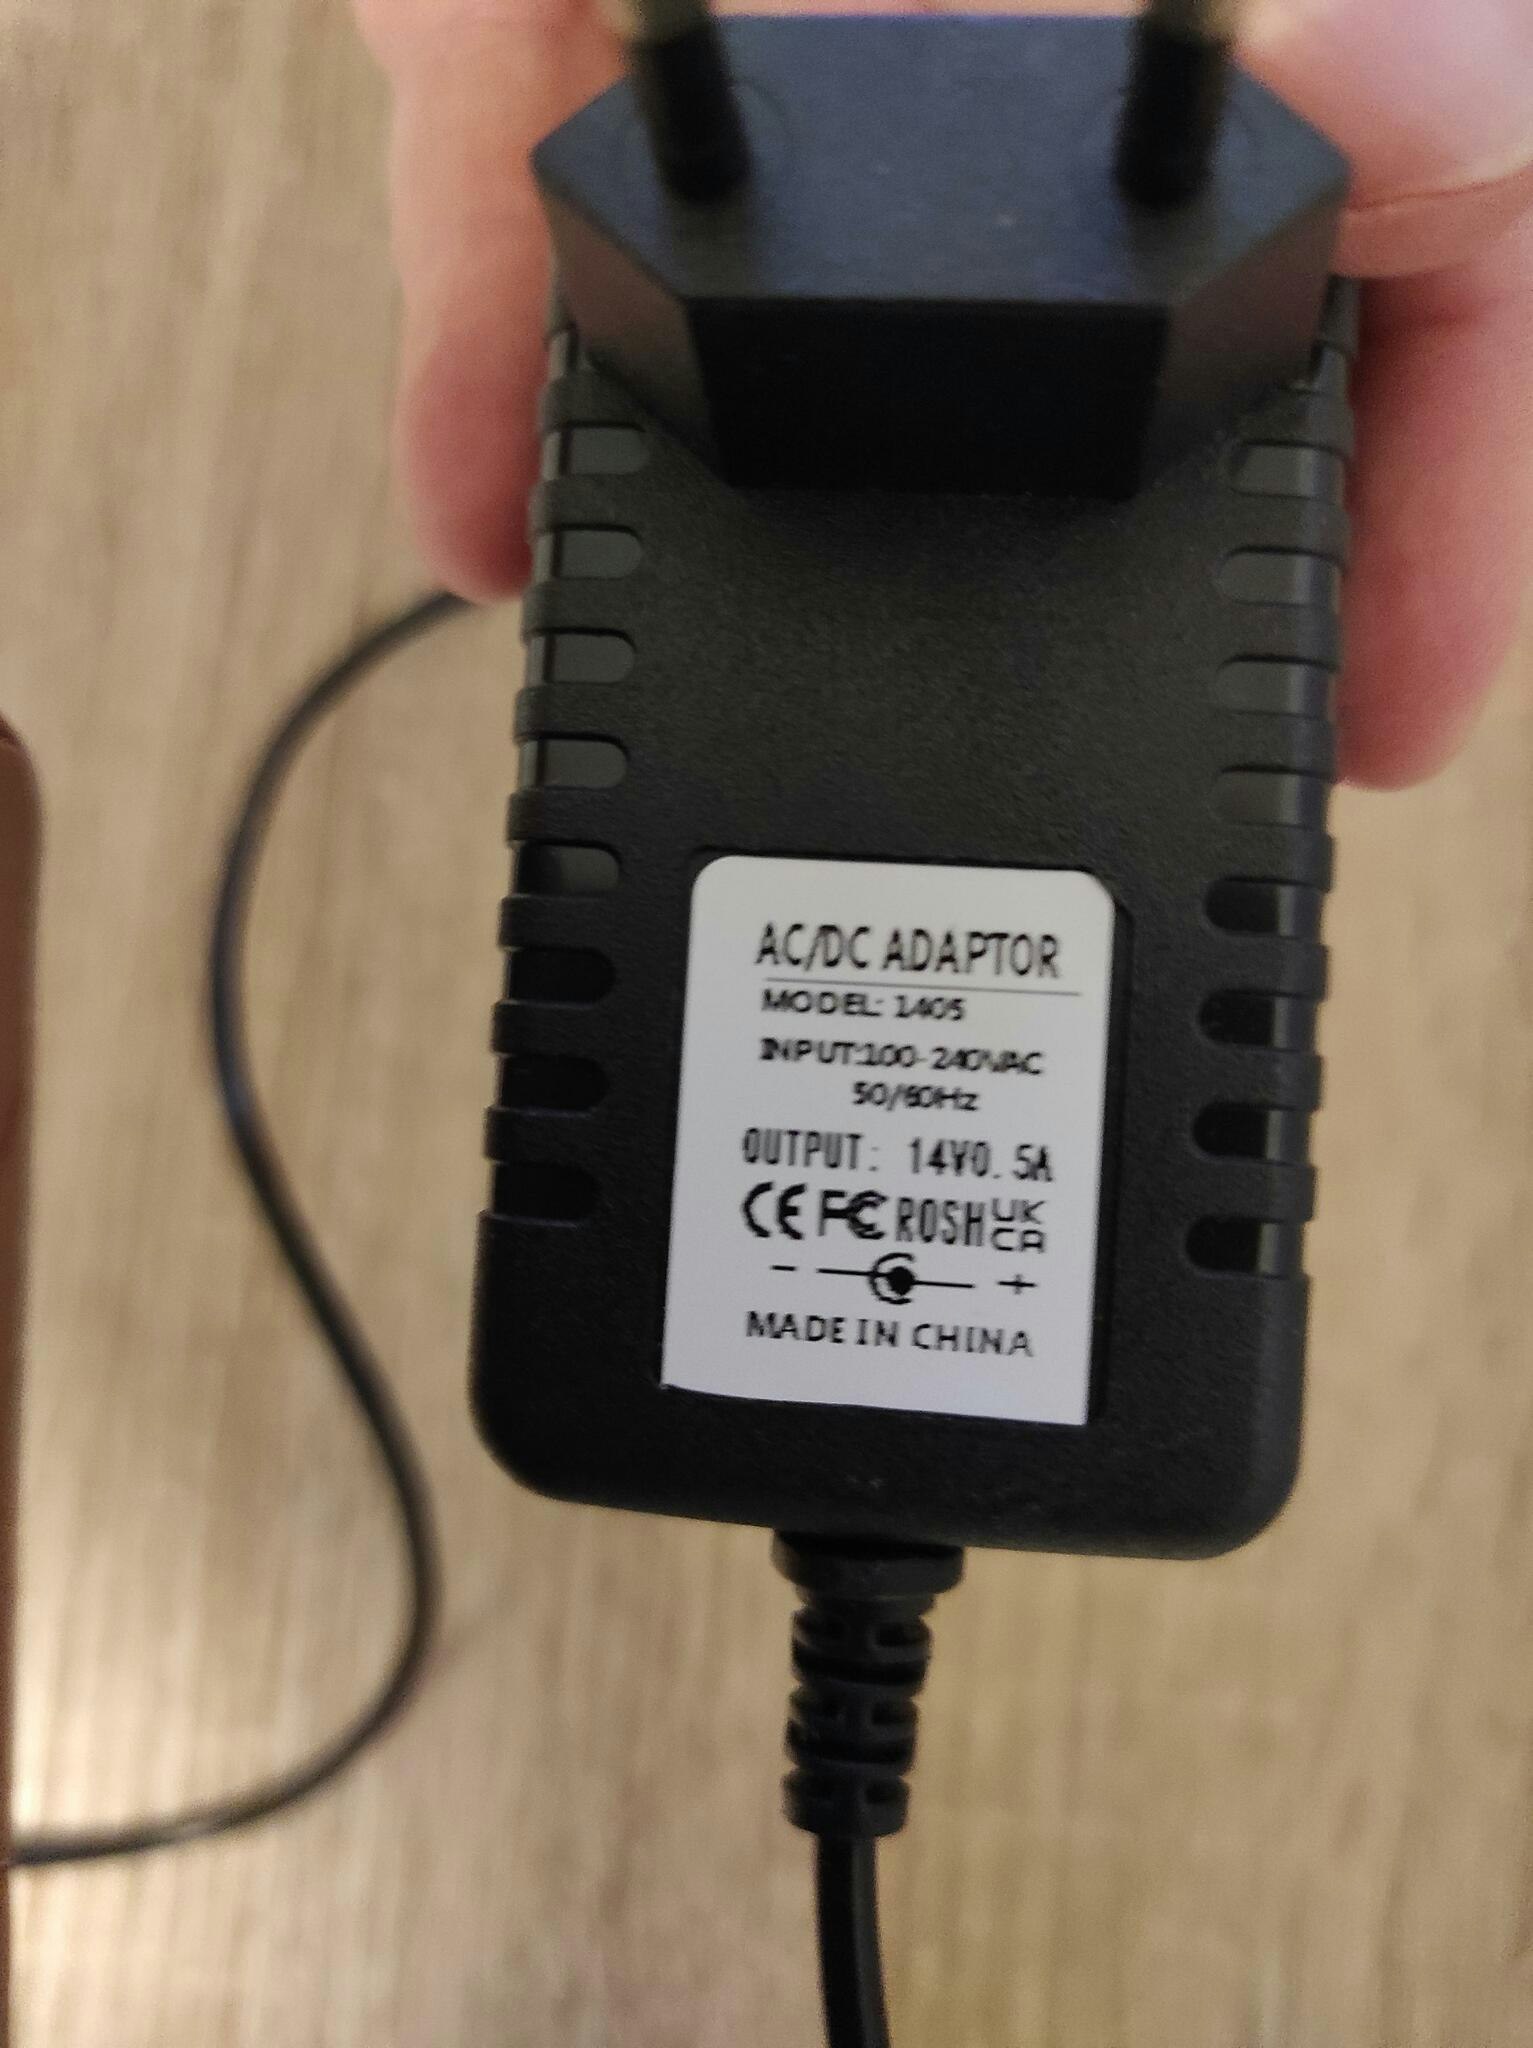 AC/DC ADAPTOR
MODEL: 1405
INPUT:100-240VAC
50/60Hz
OUTPUT: 14V0.5A
CE FC ROSH UK CA
- +
MADE IN CHINA